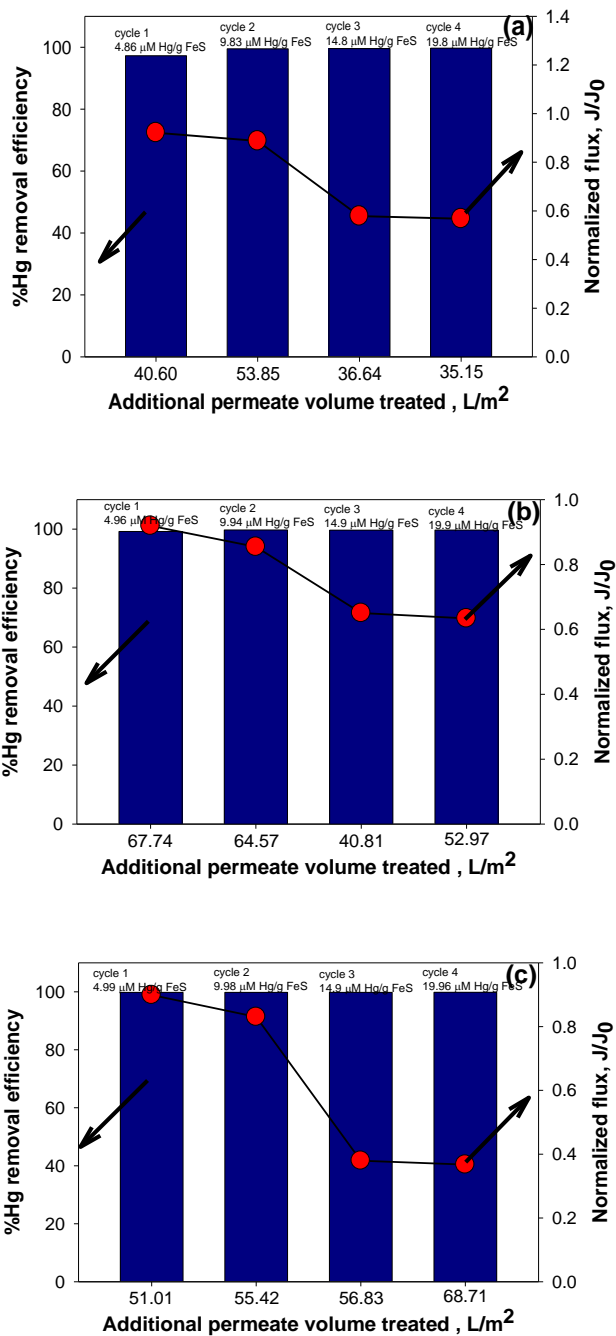 (a)
cycle 1
4.86 μM Hg/g FeS
cycle 2
9.83 μM Hg/g FeS
cycle 3
14.8 μM Hg/g FeS
cycle 4
19.8 μM Hg/g FeS
%Hg removal efficiency
100
80
60
40
20
0
Normalized flux, J/J0
1.4
1.2
1.0
0.8
0.6
0.4
0.2
0.0
40.60 53.85 36.64 35.15
Additional permeate volume treated , L/m2
(b)
cycle 1
4.96 μM Hg/g FeS
cycle 2
9.94 μM Hg/g FeS
cycle 3
14.9 μM Hg/g FeS
cycle 4
19.9 μM Hg/g FeS
%Hg removal efficiency
100
80
60
40
20
0
Normalized flux, J/J0
1.0
0.8
0.6
0.4
0.2
0.0
67.74 64.57 40.81 52.97
Additional permeate volume treated , L/m2
(c)
cycle 1
4.99 μM Hg/g FeS
cycle 2
9.98 μM Hg/g FeS
cycle 3
14.9 μM Hg/g FeS
cycle 4
19.96 μM Hg/g FeS
%Hg removal efficiency
100
80
60
40
20
0
Normalized flux, J/J0
1.0
0.8
0.6
0.4
0.2
0.0
51.01 55.42 56.83 68.71
Additional permeate volume treated , L/m2